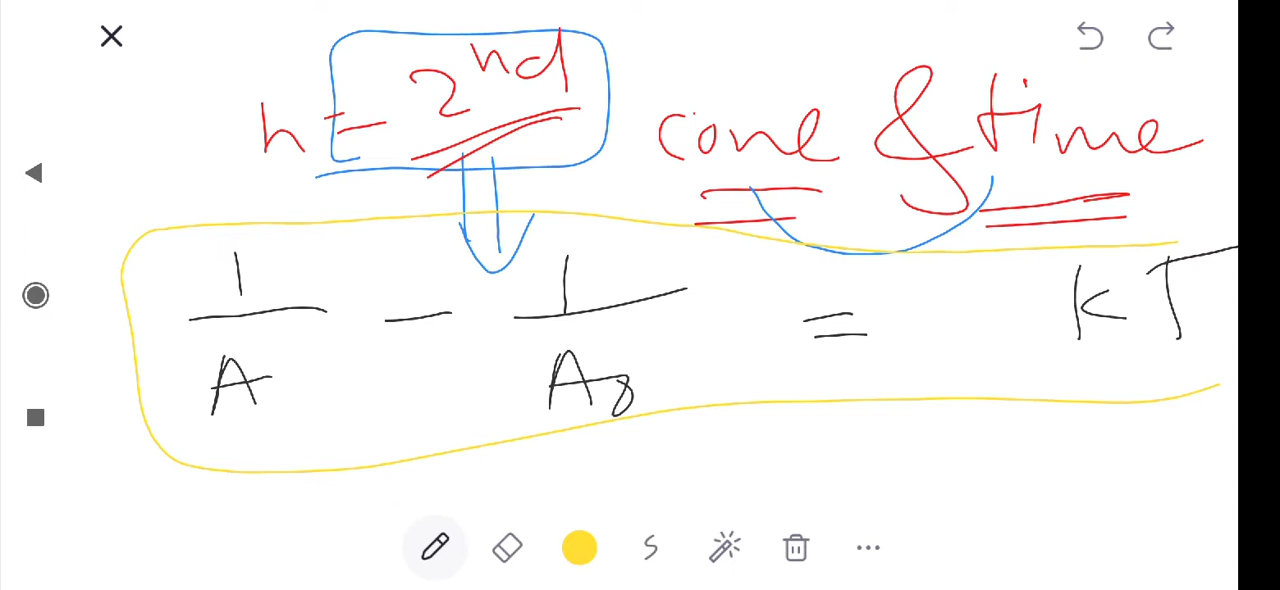 n = 2nd conc & time
1/A - 1/A0 = kT